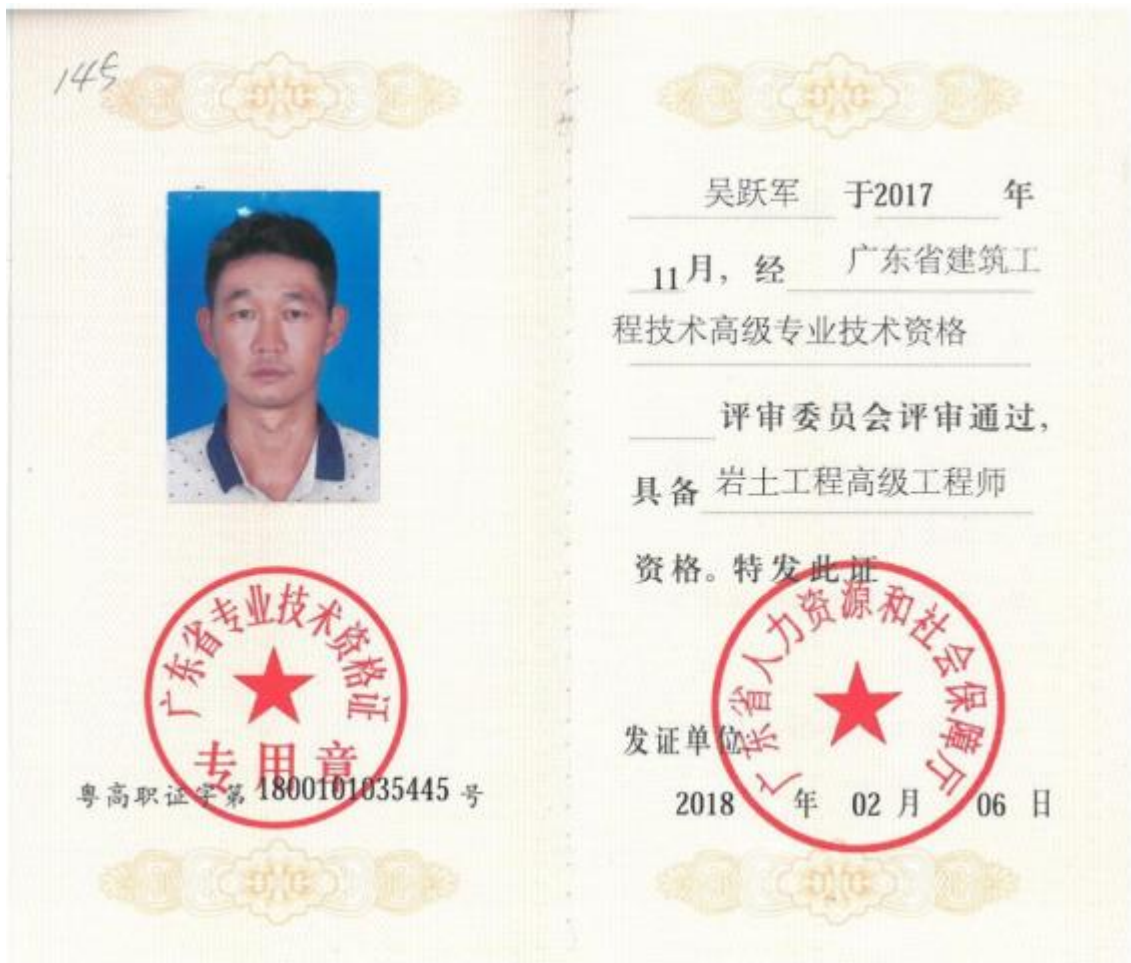 145
广东省专业技术资格证
专用章
粤高职证字第 1800101035445 号
吴跃军 于2017 年
11月，经 广东省建筑工
程技术高级专业技术资格
评审委员会评审通过，
具备 岩土工程高级工程师
资格。特发此证
广东省人力资源和社会保障厅
发证单位
2018 年 02 月 06 日